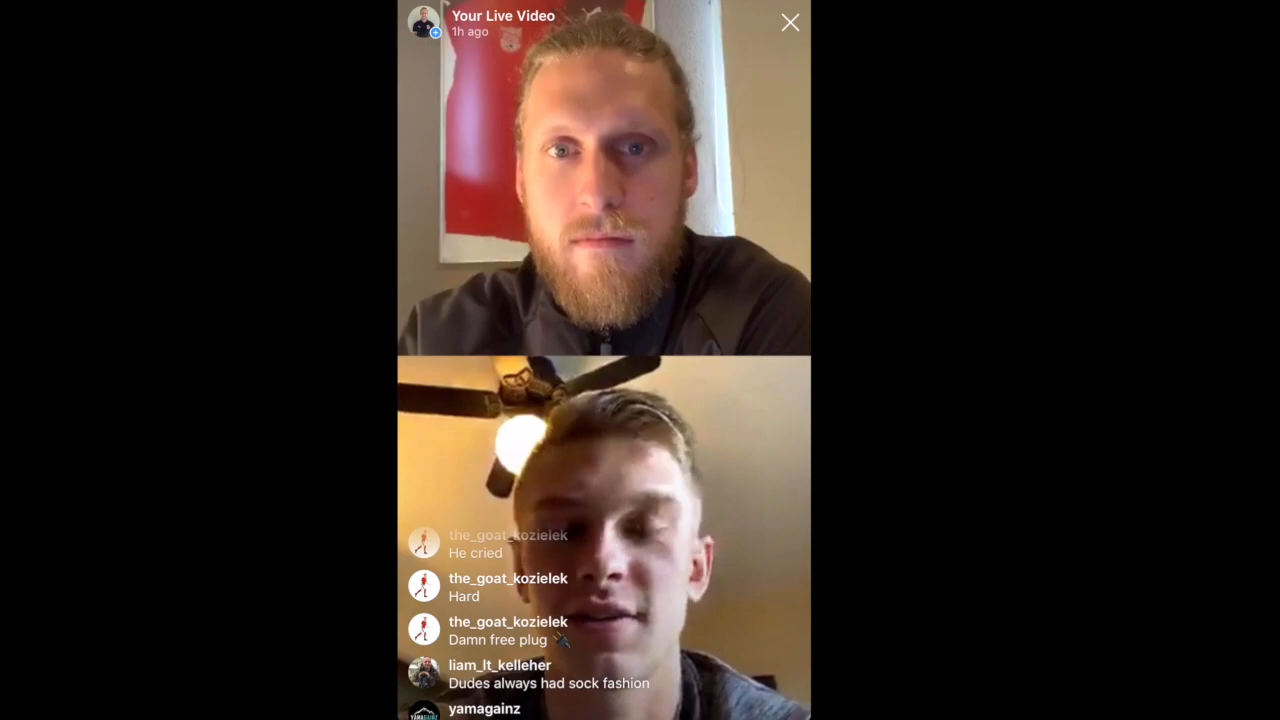 Your Live Video
1h ago
the_goat_kozielek
He cried
the_goat_kozielek
Hard
the_goat_kozielek
Damn free plug 🔌
liam_lt_kelleher
Dudes always had sock fashion
yamagainz
YAMAGAINZ